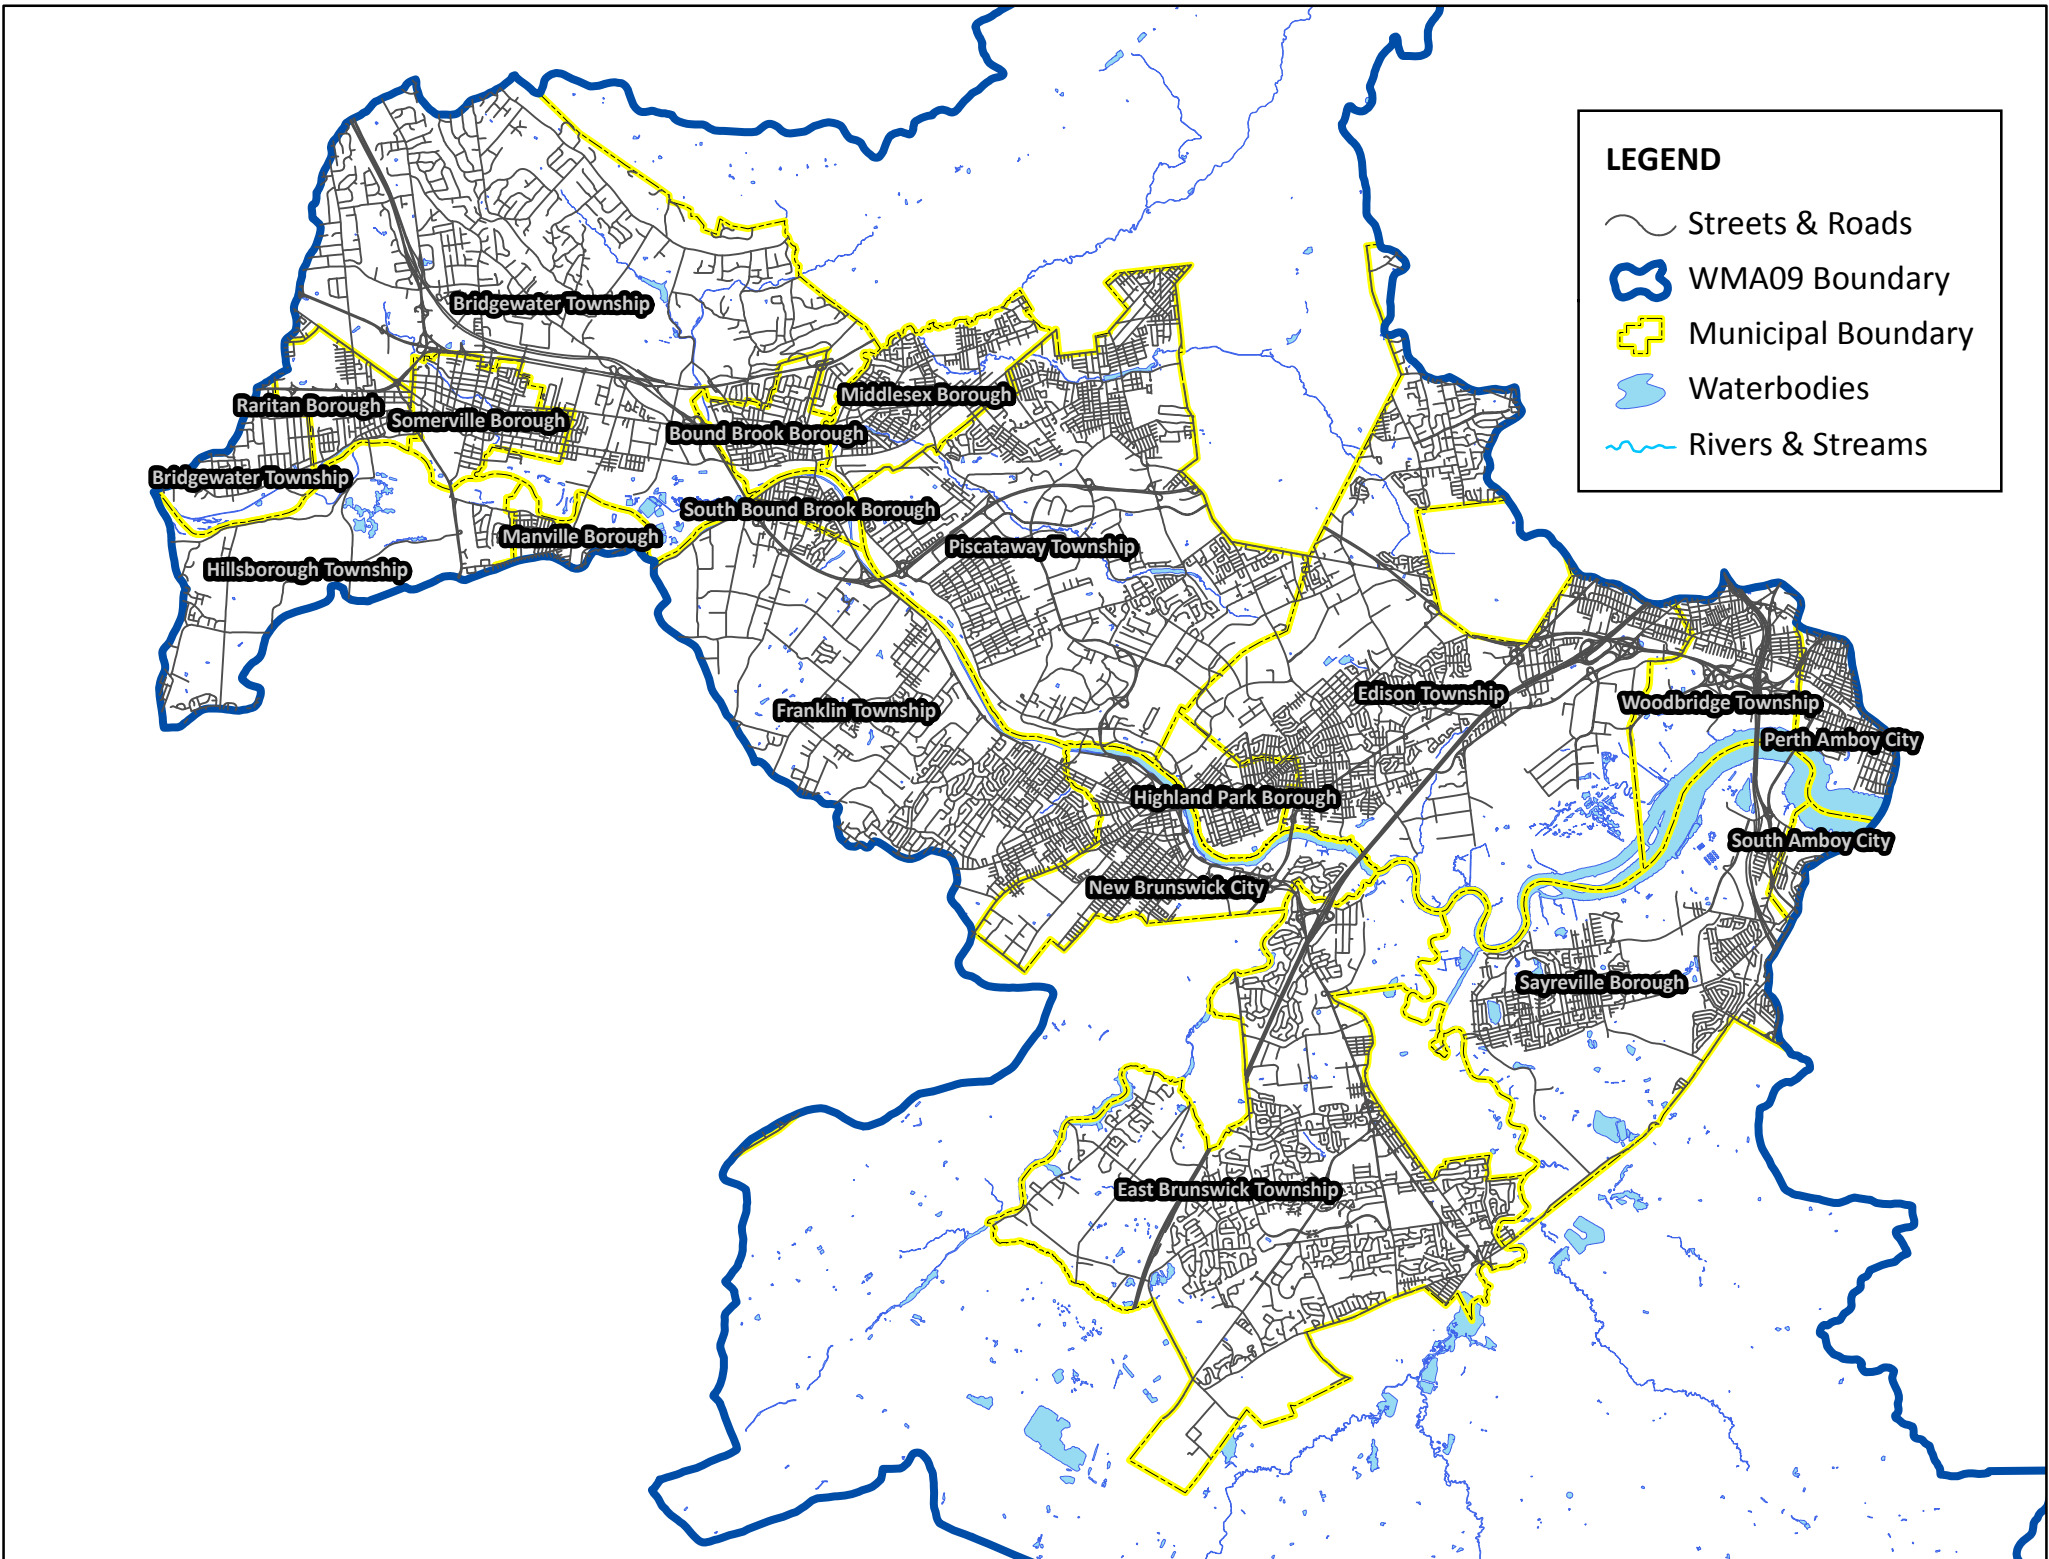 LEGEND
Streets & Roads
WMA09 Boundary
Municipal Boundary
Waterbodies
Rivers & Streams
Bridgewater Township
Raritan Borough
Somerville Borough
Middlesex Borough
Bound Brook Borough
Bridgewater Township
South Bound Brook Borough
Manville Borough
Piscataway Township
Hillsborough Township
Edison Township
Woodbridge Township
Franklin Township
Perth Amboy City
Highland Park Borough
South Amboy City
New Brunswick City
Sayreville Borough
East Brunswick Township